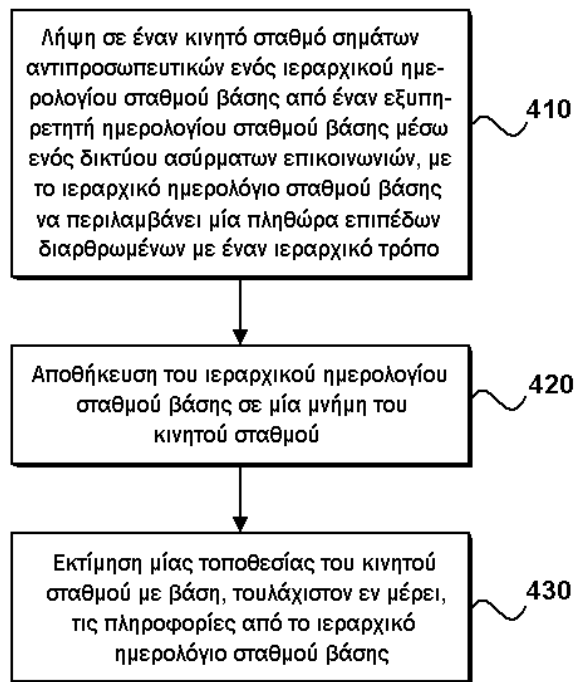 Λήψη σε έναν κινητό σταθμό σημάτων
αντιπροσωπευτικών ενός ιεραρχικού ημε-
ρολογίου σταθμού βάσης από έναν εξυπη-
ρετητή ημερολογίου σταθμού βάσης μέσω
ενός δικτύου ασύρματων επικοινωνιών, με
το ιεραρχικό ημερολόγιο σταθμού βάσης
να περιλαμβάνει μία πληθώρα επιπέδων
διαρθρωμένων με έναν ιεραρχικό τρόπο
410
Αποθήκευση του ιεραρχικού ημερολογίου
σταθμού βάσης σε μία μνήμη του
κινητού σταθμού
420
Εκτίμηση μίας τοποθεσίας του κινητού
σταθμού με βάση, τουλάχιστον εν μέρει,
τις πληροφορίες από το ιεραρχικό
ημερολόγιο σταθμού βάσης
430